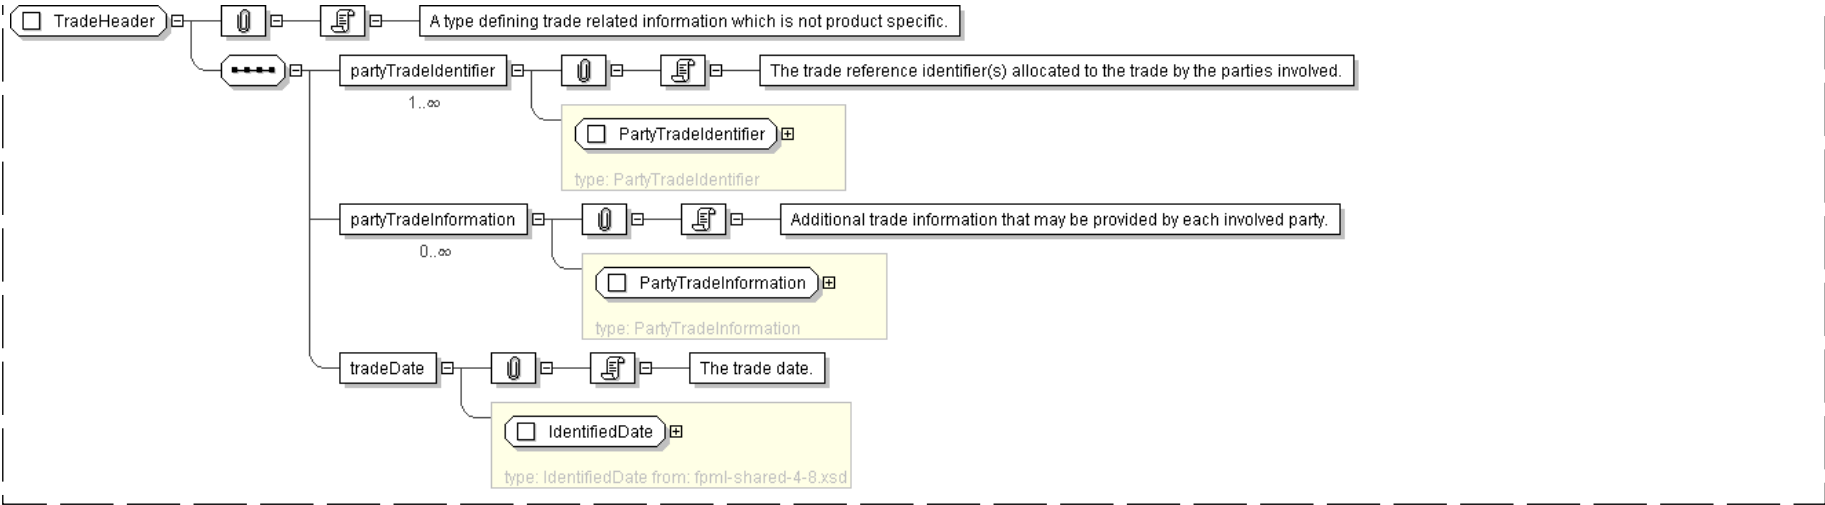 TradeHeader
A type defining trade related information which is not product specific.
partyTradeIdentifier
The trade reference identifier(s) allocated to the trade by the parties involved.
1..∞
PartyTradeIdentifier
type: PartyTradeIdentifier
partyTradeInformation
Additional trade information that may be provided by each involved party.
0..∞
PartyTradeInformation
type: PartyTradeInformation
tradeDate
The trade date.
IdentifiedDate
type: IdentifiedDate from: fpml-shared-4-8.xsd